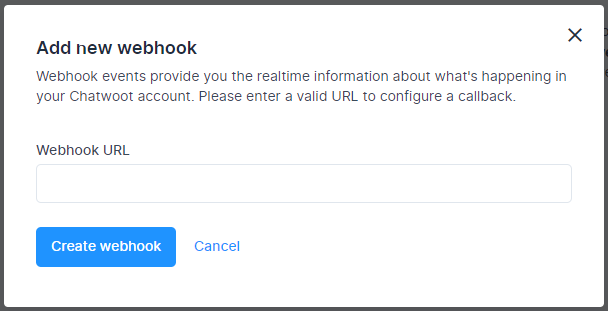 Add new webhook
Webhook events provide you the realtime information about what's happening in
your Chatwoot account. Please enter a valid URL to configure a callback.
Webhook URL
Create webhook
Cancel